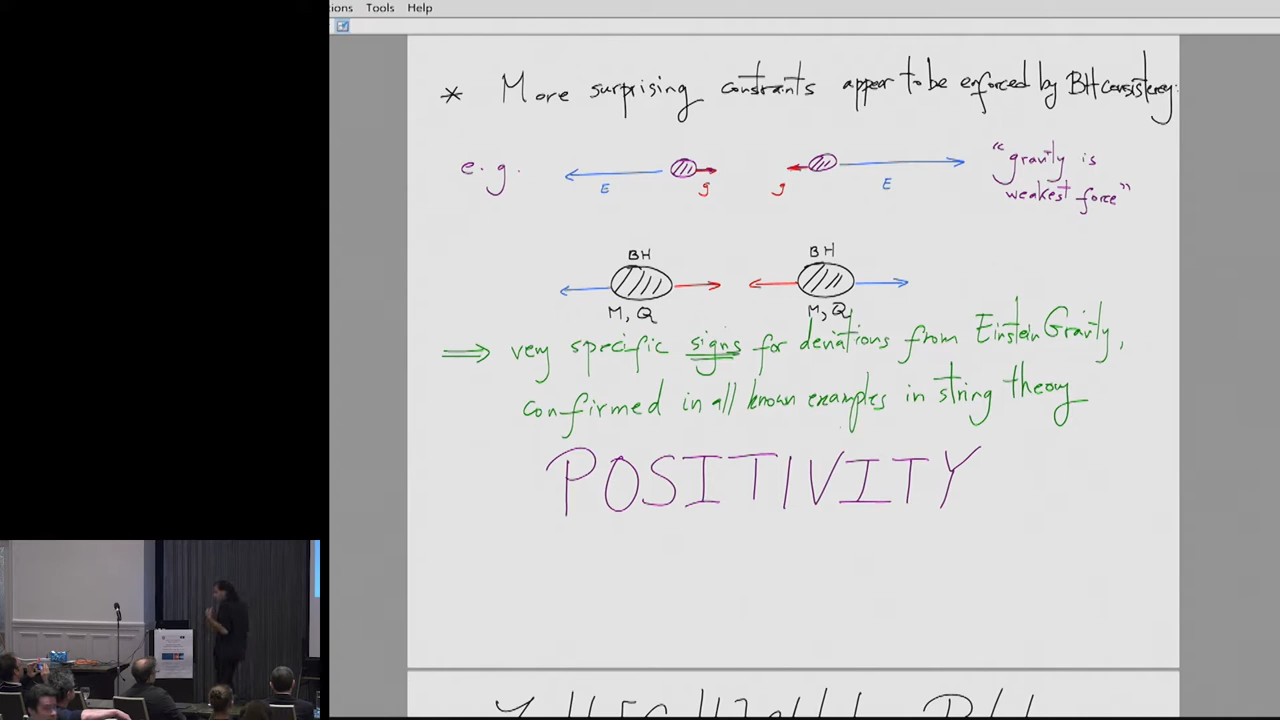 ions Tools Help
* More surprising constraints appear to be enforced by BH consistency:
e.g. E g g E "gravity is
weakest force"
BH BH
M, Q M, Q
⟹ very specific signs for deviations from Einstein Gravity,
confirmed in all known examples in string theory
POSITIVITY